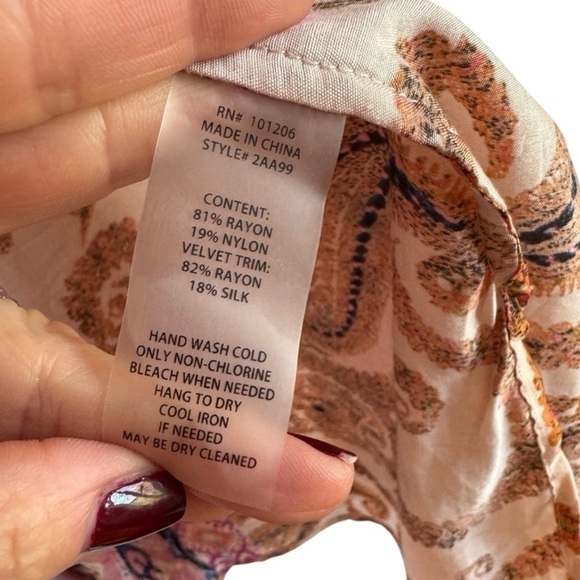 RN# 101206
MADE IN CHINA
STYLE# 2AA99
CONTENT:
81% RAYON
19% NYLON
VELVET TRIM:
82% RAYON
18% SILK
HAND WASH COLD
ONLY NON-CHLORINE
BLEACH WHEN NEEDED
HANG TO DRY
COOL IRON
IF NEEDED
MAY BE DRY CLEANED